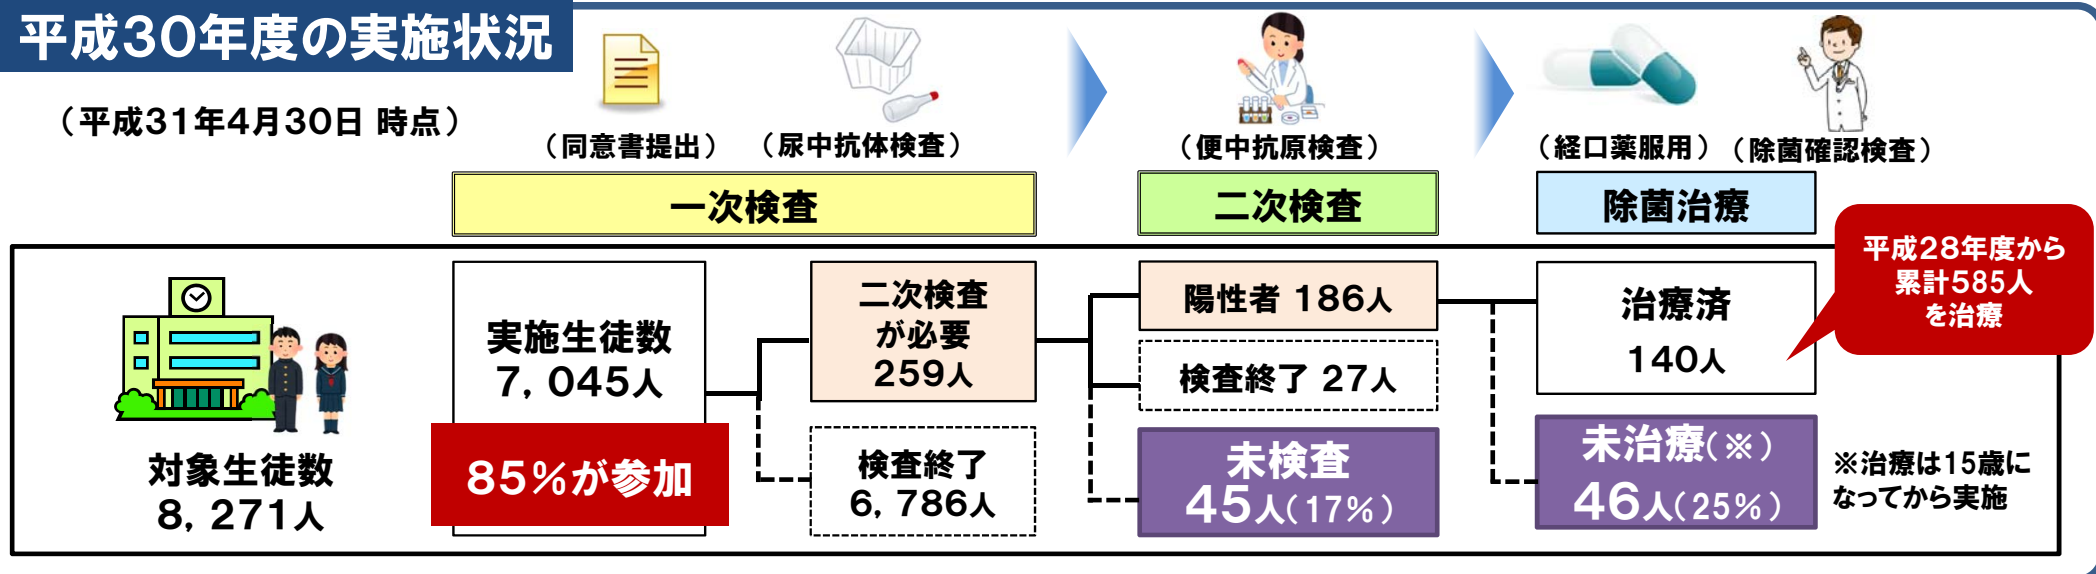 平成30年度の実施状況
（平成31年4月30日 時点）
（同意書提出）
（尿中抗体検査）
（便中抗原検査）
（経口薬服用）
（除菌確認検査）
一次検査
二次検査
除菌治療
平成28年度から
累計585人
を治療
対象生徒数
8，271人
実施生徒数
7，045人
85%が参加
二次検査
が必要
259人
検査終了
6，786人
陽性者 186人
検査終了 27人
未検査
45人（17%）
治療済
140人
未治療（※）
46人（25%）
※治療は15歳に
なってから実施